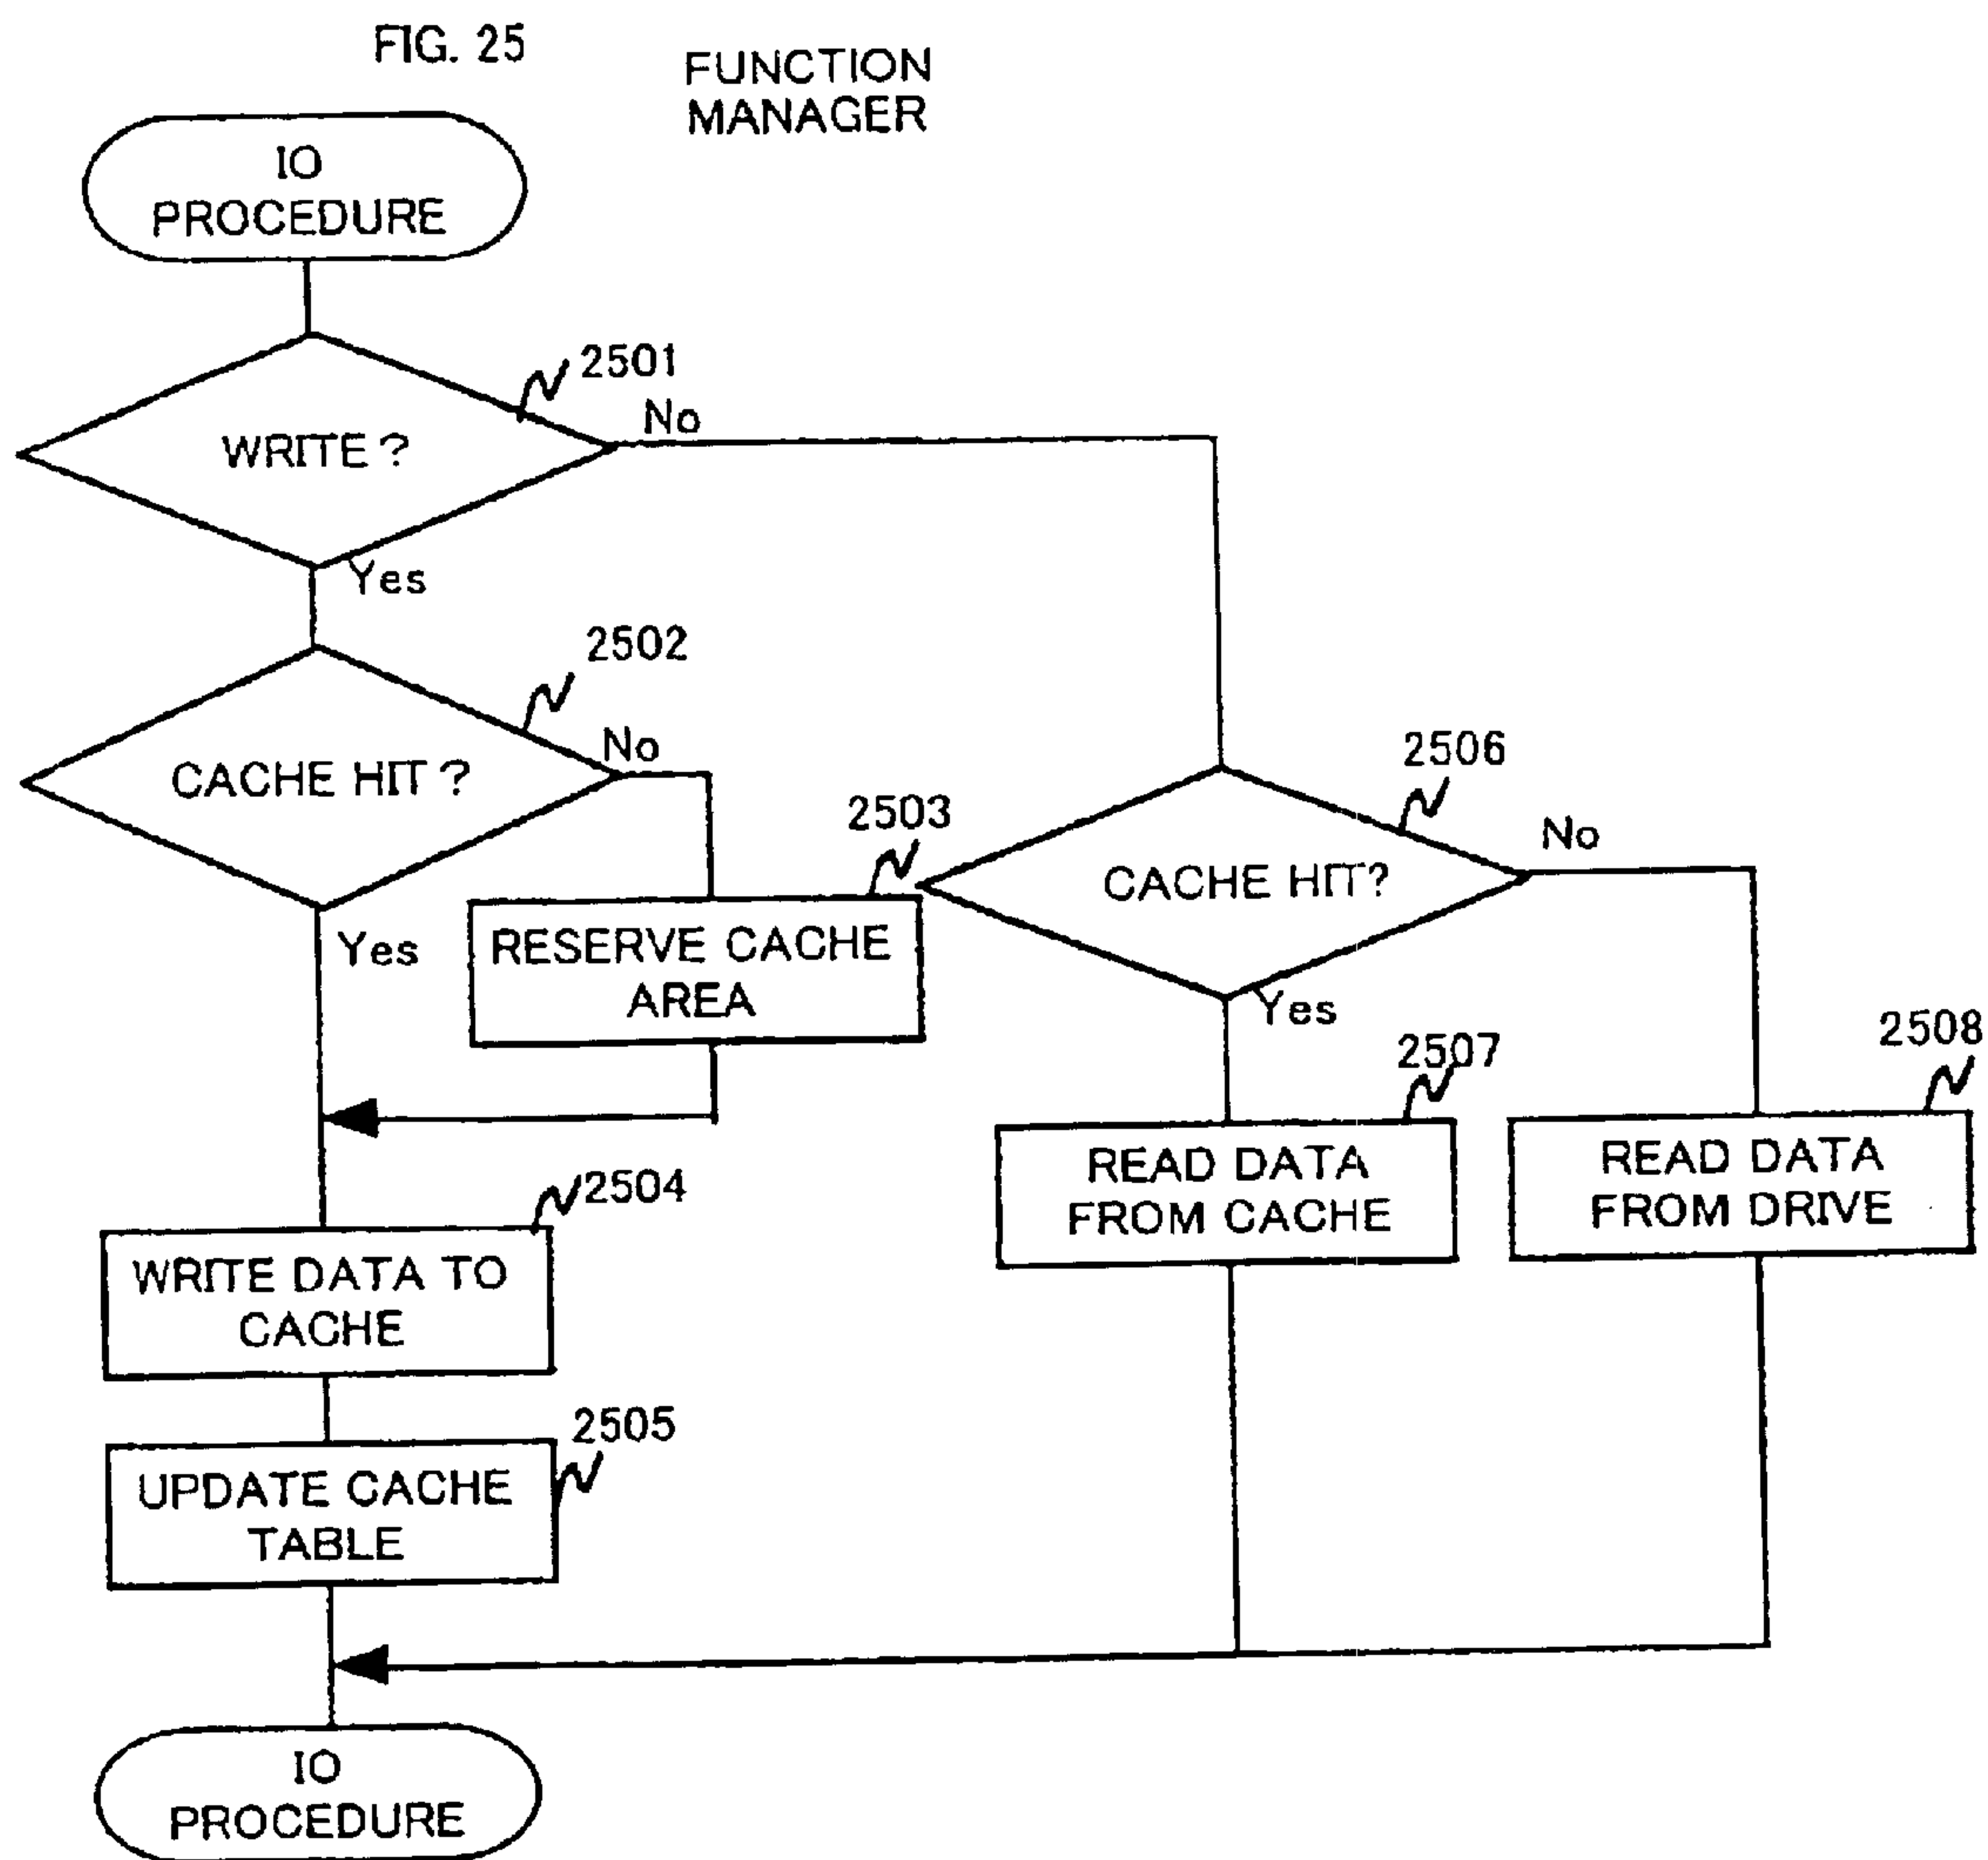 FIG. 25
FUNCTION
MANAGER
IO
PROCEDURE
2501
No
WRITE ?
Yes
2502
No
CACHE HIT ?
Yes
2503
RESERVE CACHE
AREA
2506
No
CACHE HIT?
Yes
2507
READ DATA
FROM CACHE
2508
READ DATA
FROM DRIVE
2504
WRITE DATA TO
CACHE
2505
UPDATE CACHE
TABLE
IO
PROCEDURE